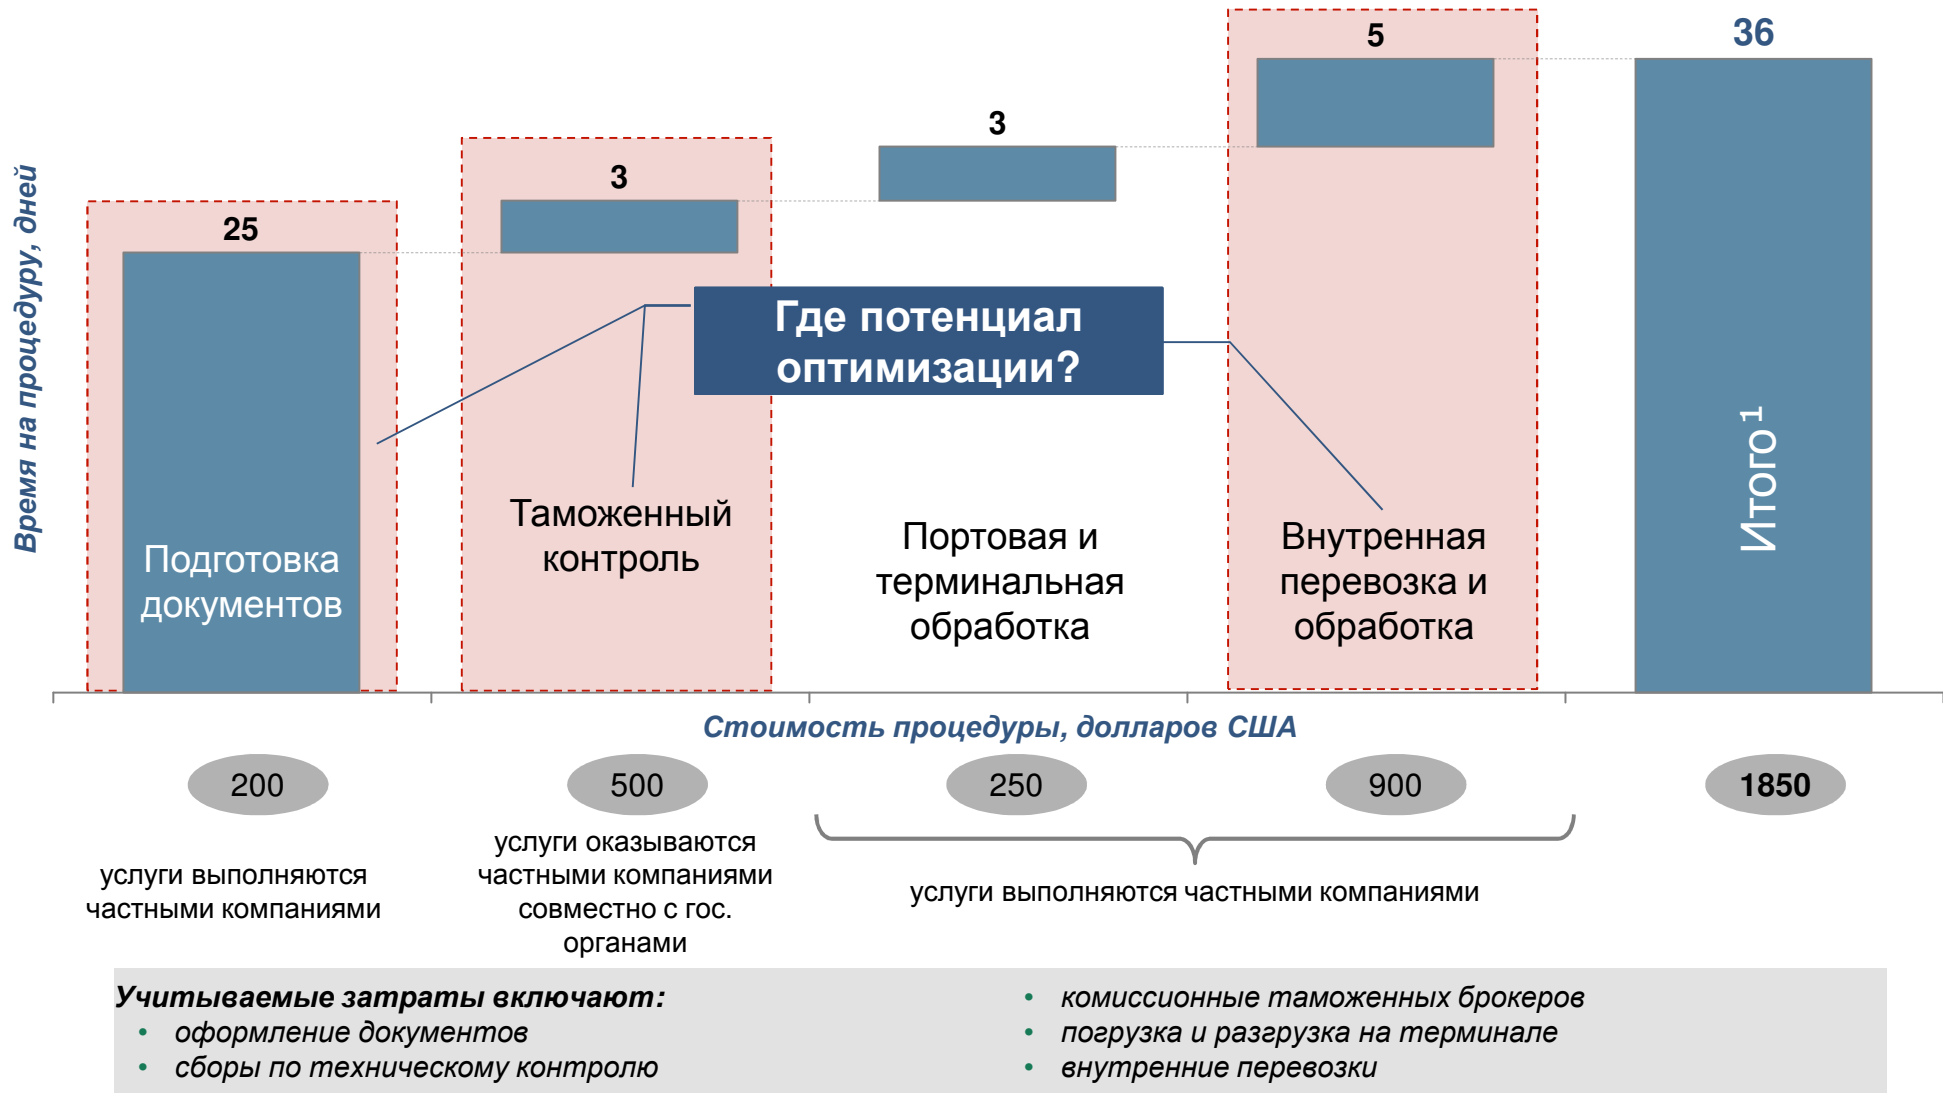 25
3
3
5
36
Время на процедуру, дней
Где потенциал
оптимизации?
Подготовка
документов
Таможенный
контроль
Портовая и
терминальная
обработка
Внутренная
перевозка и
обработка
Итого¹
Стоимость процедуры, долларов США
200
500
250
900
1850
услуги выполняются
частными компаниями
услуги оказываются
частными компаниями
совместно с гос.
органами
услуги выполняются частными компаниями
Учитываемые затраты включают:
• оформление документов
• сборы по техническому контролю
• комиссионные таможенных брокеров
• погрузка и разгрузка на терминале
• внутренние перевозки